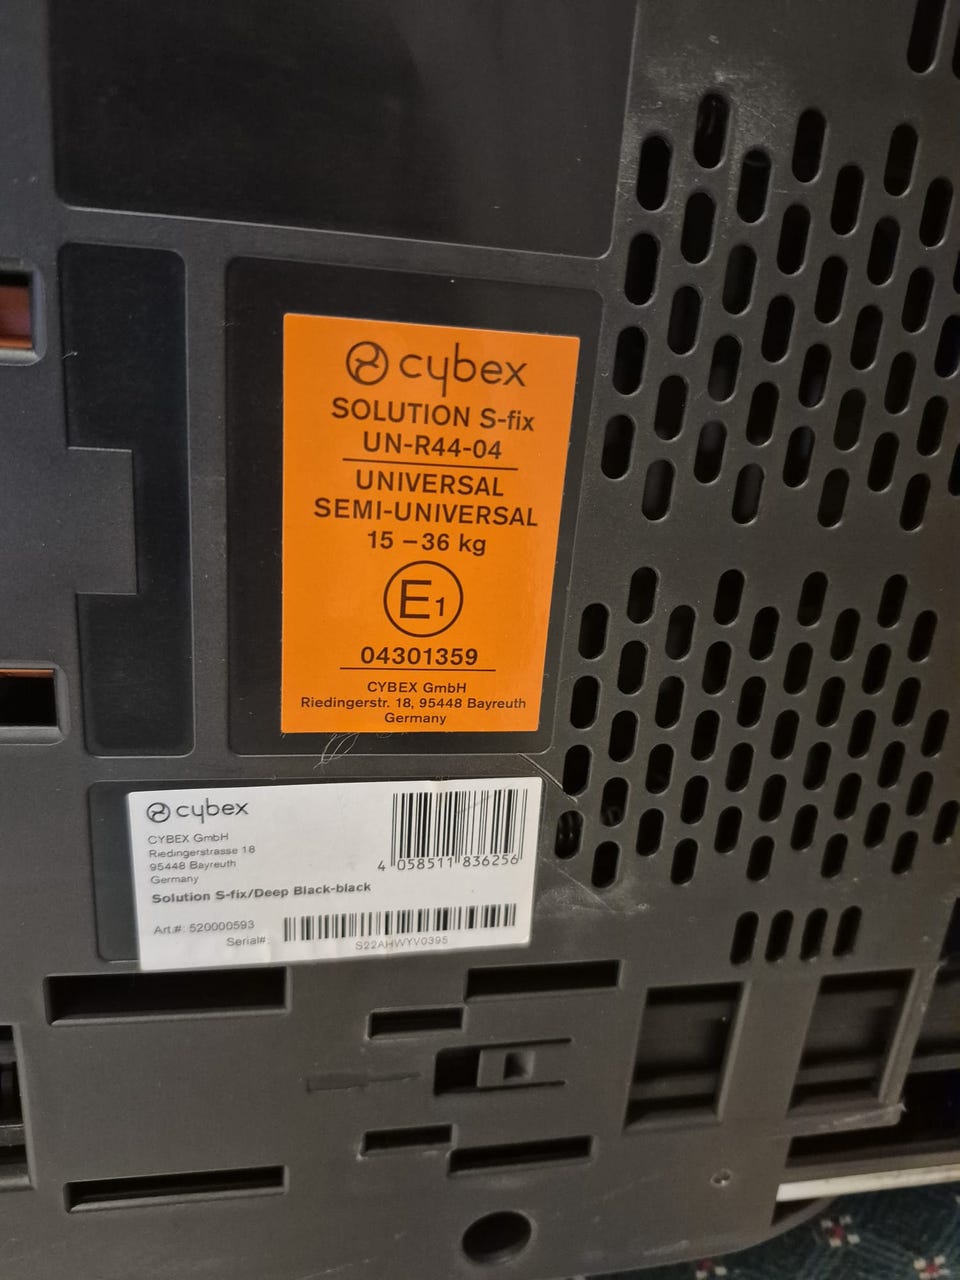 cybex
SOLUTION S-fix
UN-R44-04
UNIVERSAL
SEMI-UNIVERSAL
15 – 36 kg
E1
04301359
CYBEX GmbH
Riedingerstr. 18, 95448 Bayreuth
Germany
cybex
CYBEX GmbH
Riedingerstrasse 18
95448 Bayreuth
Germany
4 058511 836256
Solution S-fix/Deep Black-black
Art.#: 520000593
Serial#:
S22AHWYV0395